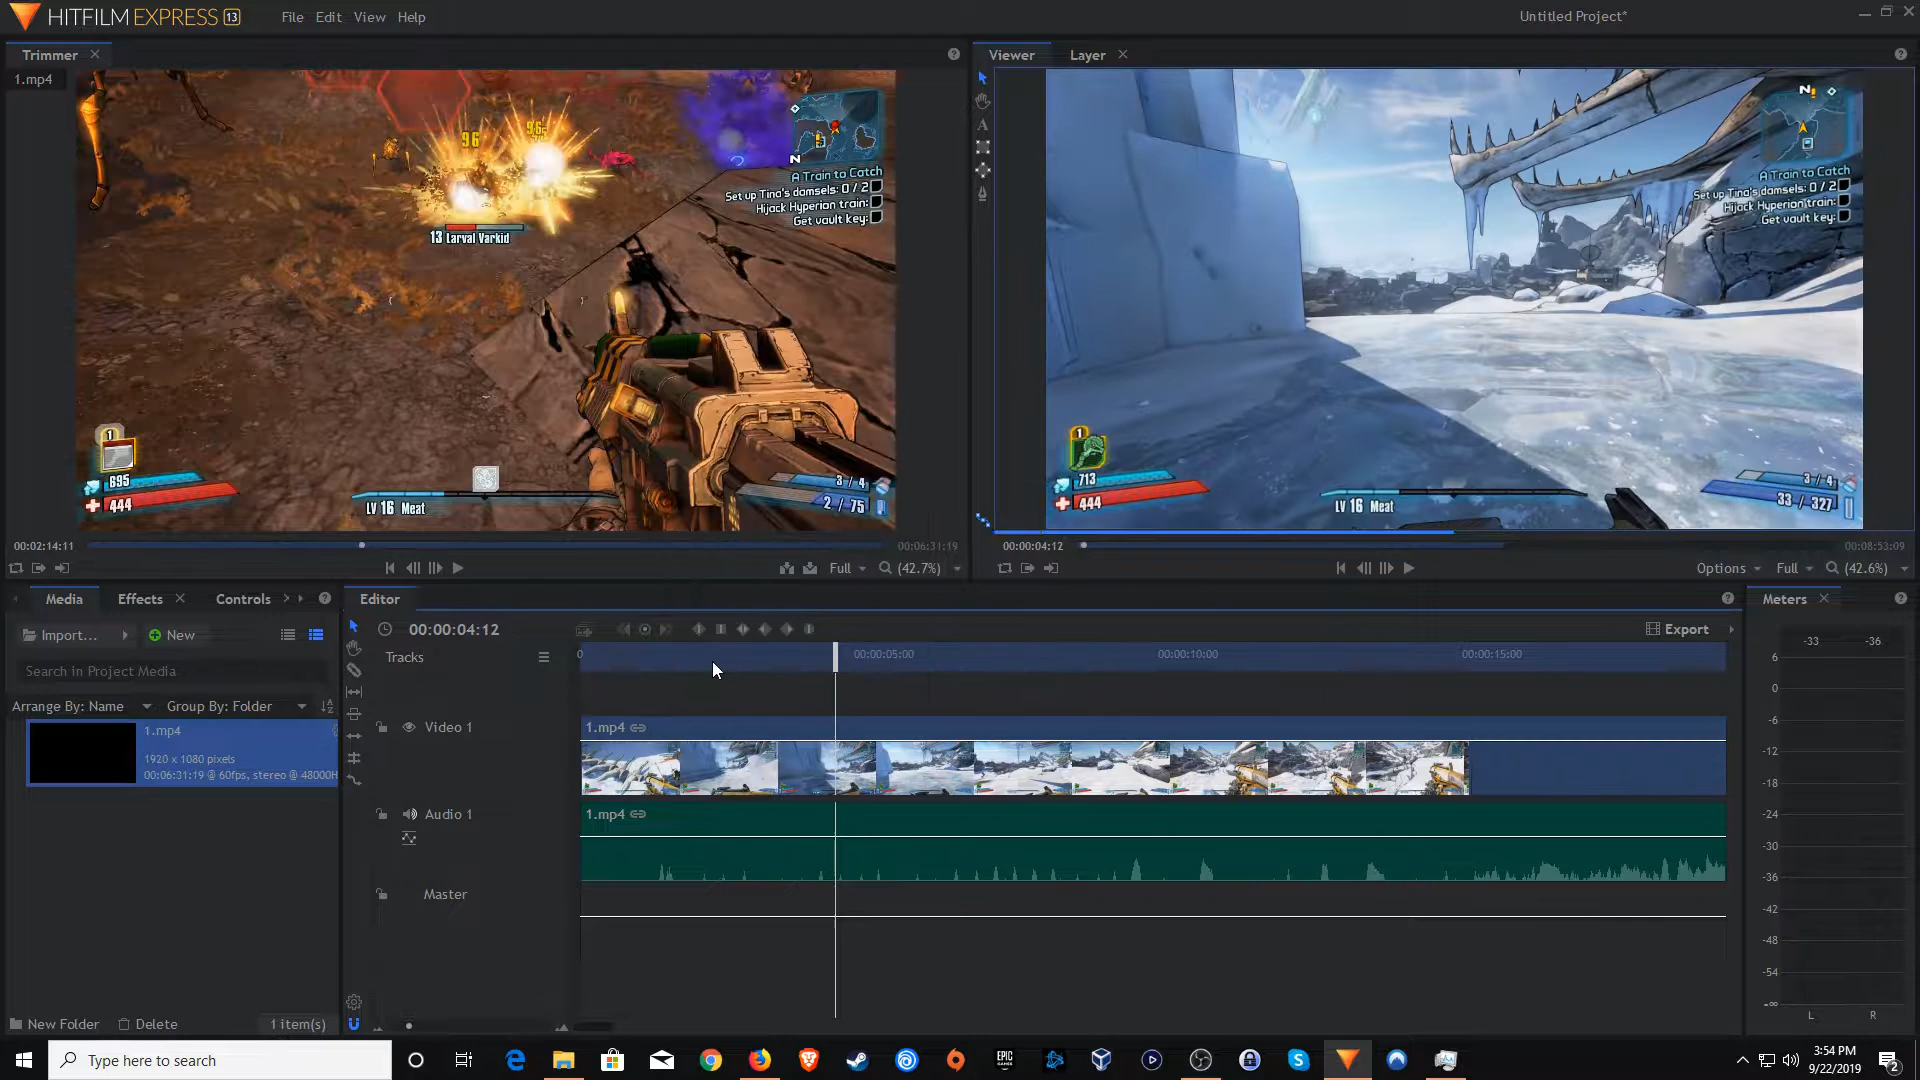 HITFILM EXPRESS 13
File Edit View Help
Untitled Project*
Trimmer
1.mp4
96
96
13 Larval Varkid
N
A Train to Catch
Set up Tina's damsels: 0 / 2
Hijack Hyperion train:
Get vault key:
1
695
444
LV 16 Meat
3 / 4
2 / 75
00:02:14:11
00:06:31:19
Full
(42.7%)
Viewer
Layer
N
A Train to Catch
Set up Tina's damsels: 0 / 2
Hijack Hyperion train:
Get vault key:
1
713
444
LV 16 Meat
3 / 4
33 / 327
00:00:04:12
00:08:53:09
Options
Full
(42.6%)
Media
Effects
Controls
Import...
New
Search in Project Media
Arrange By: Name
Group By: Folder
1.mp4
1920 x 1080 pixels
00:06:31:19 @ 60fps, stereo @ 48000H
New Folder
Delete
1 item(s)
Editor
00:00:04:12
Export
Tracks
0
00:00:05:00
00:00:10:00
00:00:15:00
Video 1
1.mp4
Audio 1
1.mp4
Master
Meters
-33
-36
6
0
-6
-12
-18
-24
-30
-36
-42
-48
-54
-∞
L
R
Type here to search
EPIC
GAMES
3:54 PM
9/22/2019
2